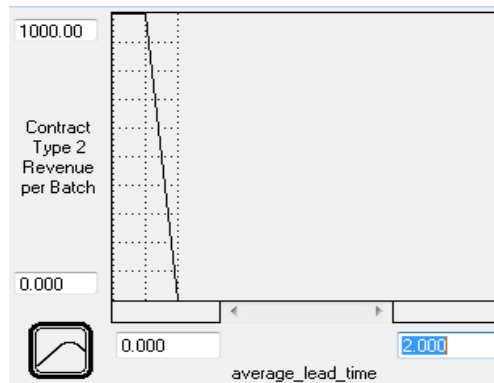 1000.00
Contract
Type 2
Revenue
per Batch
0.000
0.000
2.000
average_lead_time